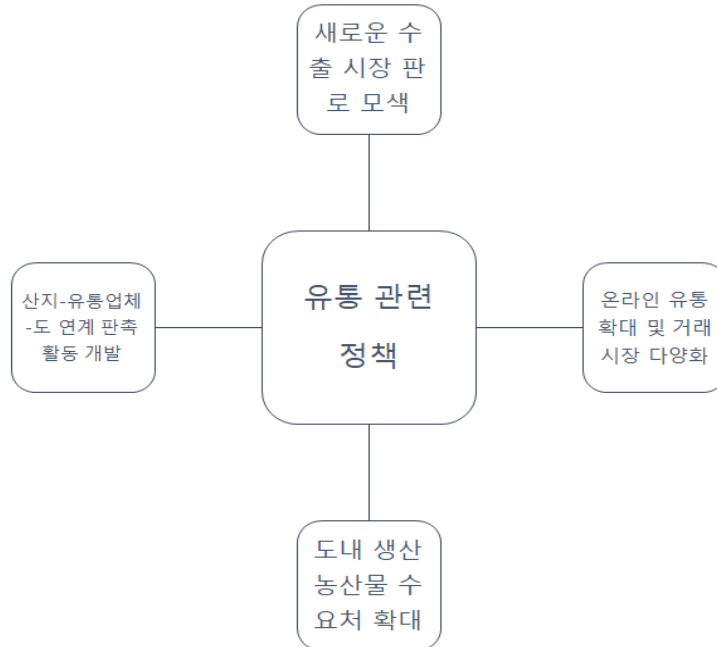 새로운 수
출 시장 판
로 모색
산지-유통업체
-도 연계 판촉
활동 개발
유통 관련
정책
온라인 유통
확대 및 거래
시장 다양화
도내 생산
농산물 수
요처 확대